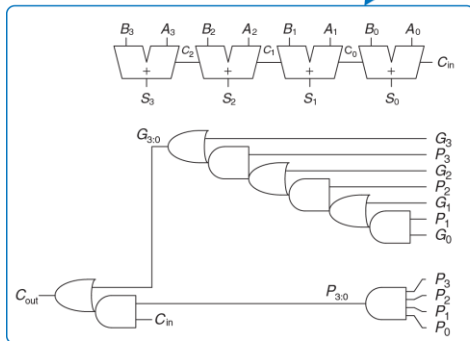 B3 A3 B2 A2 B1 A1 B0 A0
C2 C1 C0 Cin
+ + + +
S3 S2 S1 S0
G3:0
G3
P3
G2
P2
G1
P1
G0
Cout
Cin
P3:0
P3
P2
P1
P0